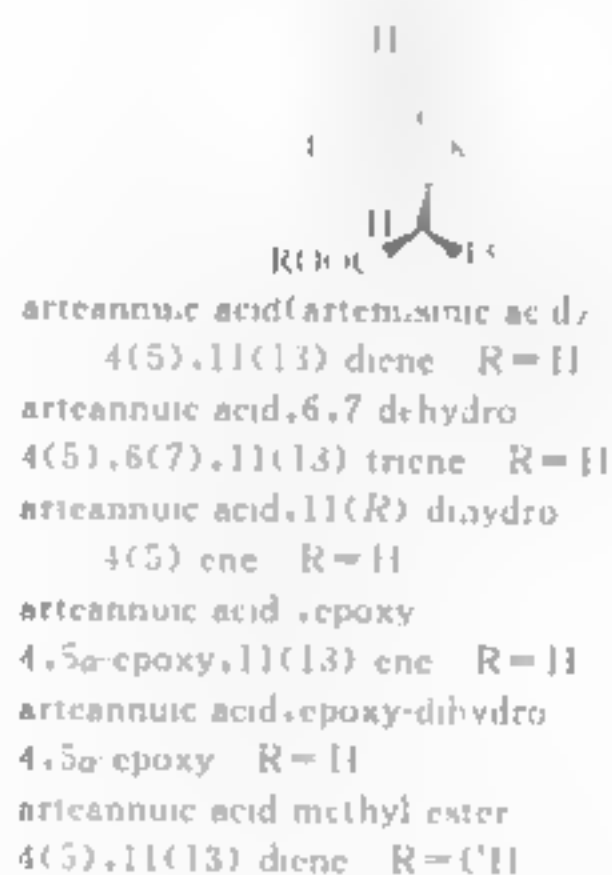 H
H
ROOC 13
arteannuic acid(artemisinic acid)
4(5),11(13) diene R=H
arteannuic acid,6,7 dehydro
4(5),6(7),11(13) triene R=H
arteannuic acid,11(R) dihydro
4(5) ene R=H
arteannuic acid ,epoxy
4,5α-epoxy,11(13) ene R=H
arteannuic acid,epoxy-dihydro
4,5α epoxy R=H
arteannuic acid methyl ester
4(5),11(13) diene R=CH